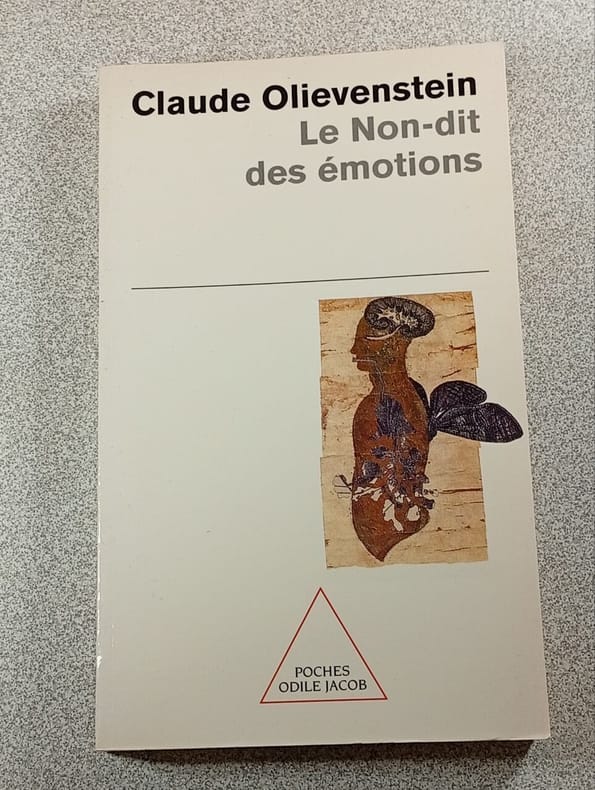 Claude Olievenstein
Le Non-dit
des émotions
POCHES
ODILE JACOB